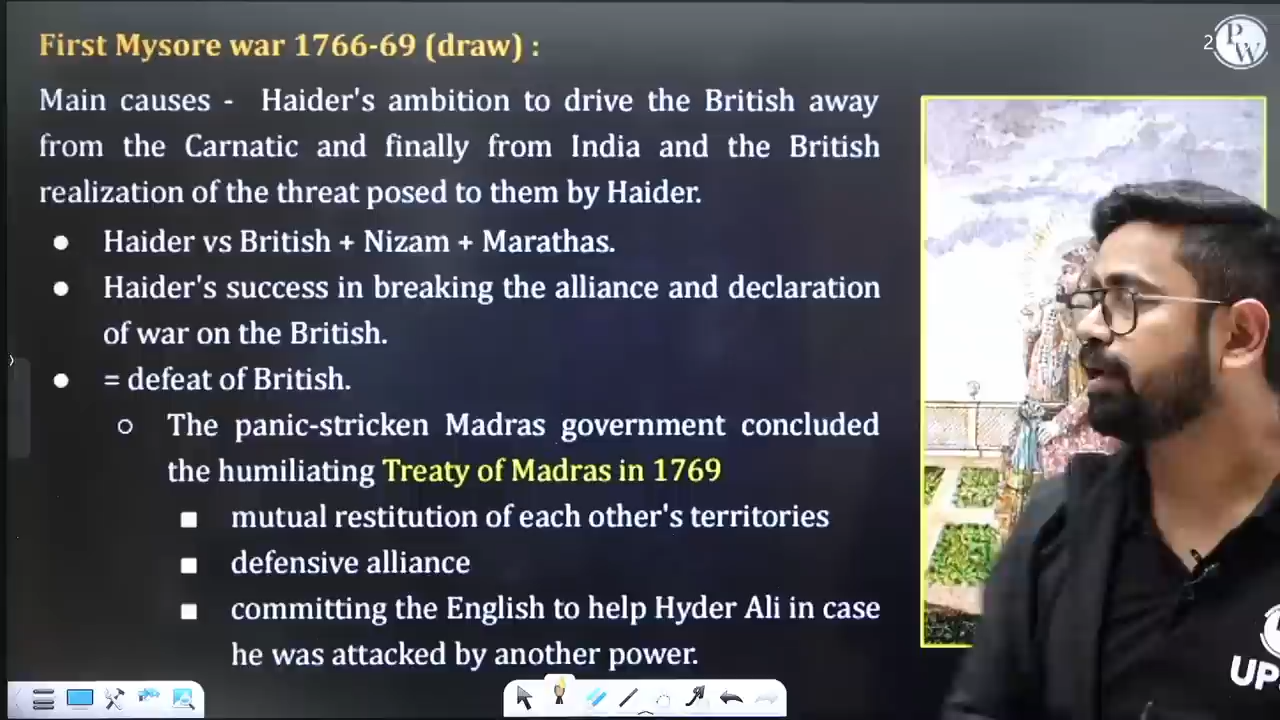 First Mysore war 1766-69 (draw) :
2 PW
Main causes - Haider's ambition to drive the British away
from the Carnatic and finally from India and the British
realization of the threat posed to them by Haider.
● Haider vs British + Nizam + Marathas.
● Haider's success in breaking the alliance and declaration
of war on the British.
● = defeat of British.
○ The panic-stricken Madras government concluded
the humiliating Treaty of Madras in 1769
■ mutual restitution of each other's territories
■ defensive alliance
■ committing the English to help Hyder Ali in case
he was attacked by another power.
UPS